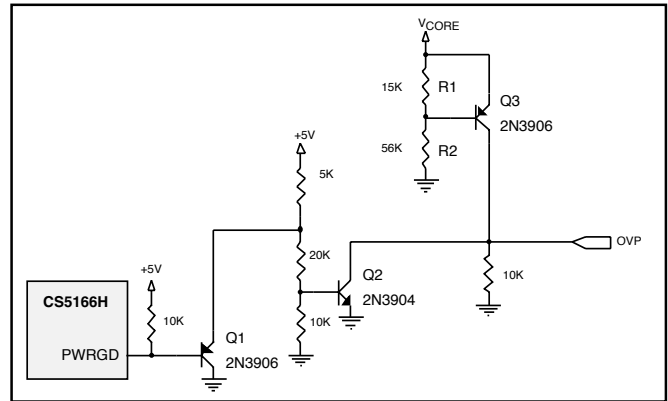 VCORE
15K
R1
Q3
2N3906
56K
R2
+5V
5K
20K
Q2
2N3904
10K
OVP
10K
+5V
10K
CS5166H
PWRGD
Q1
2N3906